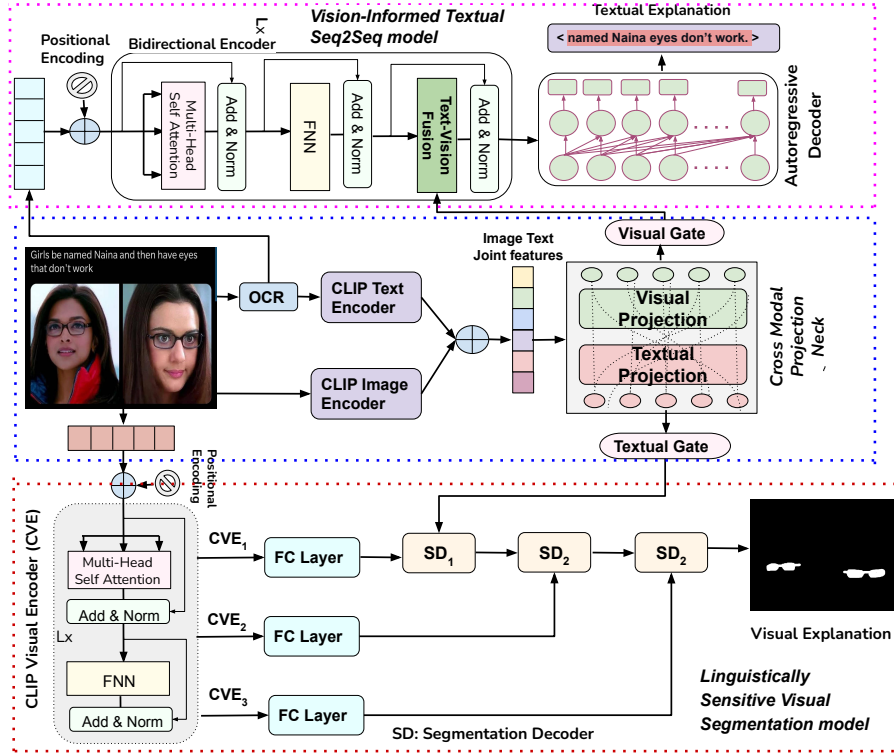 Vision-Informed Textual
Seq2Seq model
Textual Explanation
< named Naina eyes don't work. >
Positional
Encoding
Bidirectional Encoder
Lx
Multi-Head
Self Attention
Add & Norm
FNN
Add & Norm
Text-Vision
Fusion
Add & Norm
Autoregressive
Decoder
Girls be named Naina and then have eyes
that don't work
OCR
CLIP Text
Encoder
CLIP Image
Encoder
Image Text
Joint features
Visual Gate
Visual
Projection
Textual
Projection
Textual Gate
Cross Modal
Projection
Neck
Positional
Encoding
CLIP Visual Encoder (CVE)
Multi-Head
Self Attention
Add & Norm
Lx
FNN
Add & Norm
CVE1
FC Layer
SD1
SD2
SD2
CVE2
FC Layer
CVE3
FC Layer
Visual Explanation
SD: Segmentation Decoder
Linguistically
Sensitive Visual
Segmentation model